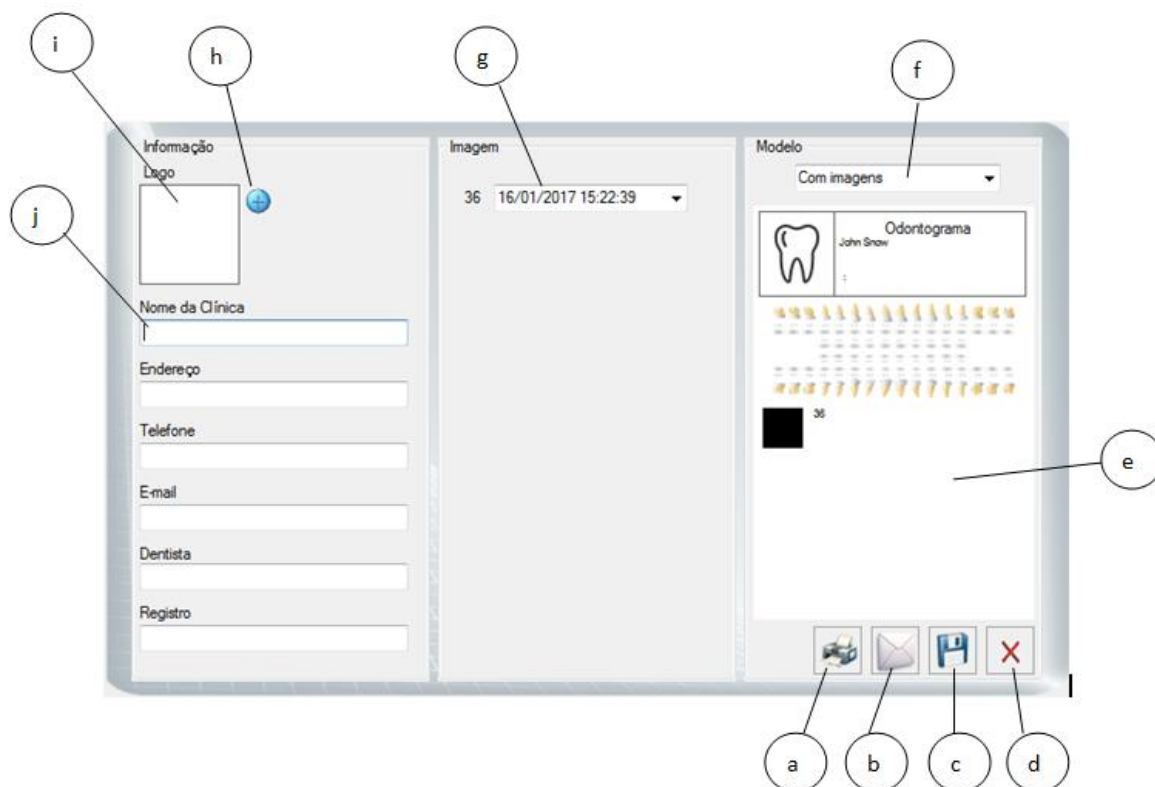 i
h
g
f
j
Informação
Logo
Nome da Clínica
Endereço
Telefone
E-mail
Dentista
Registro
Imagem
36 16/01/2017 15:22:39
Modelo
Com imagens
Odontograma
John Snow
:
36
e
a
b
c
d